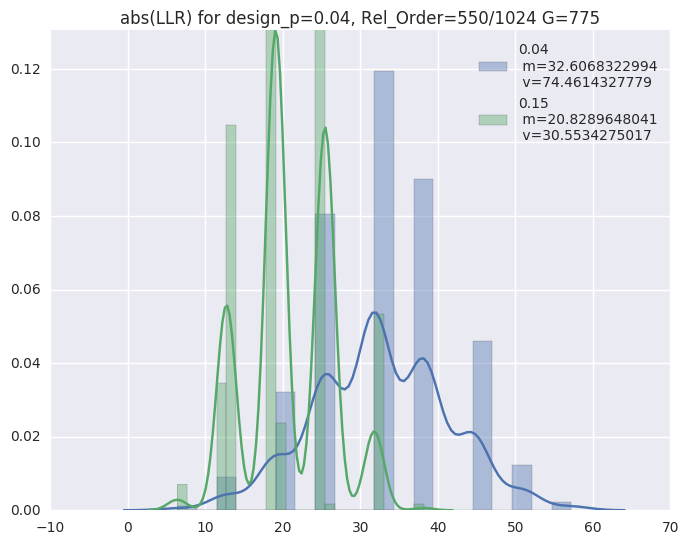 abs(LLR) for design_p=0.04, Rel_Order=550/1024 G=775
0.04
m=32.6068322994
v=74.4614327779
0.15
m=20.8289648041
v=30.5534275017
0.12
0.10
0.08
0.06
0.04
0.02
0.00
-10 0 10 20 30 40 50 60 70